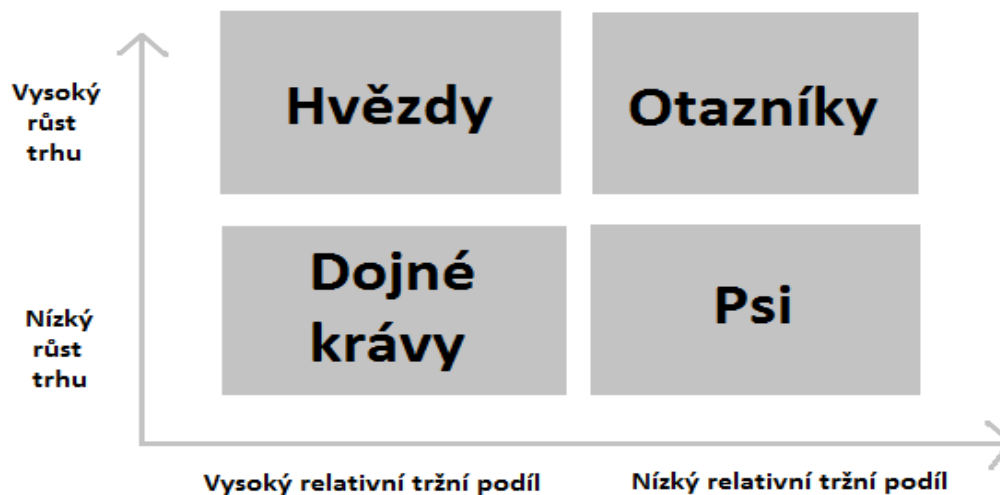 Vysoký
růst
trhu
Hvězdy
Otazníky
Nízký
růst
trhu
Dojné
krávy
Psi
Vysoký relativní tržní podíl
Nízký relativní tržní podíl